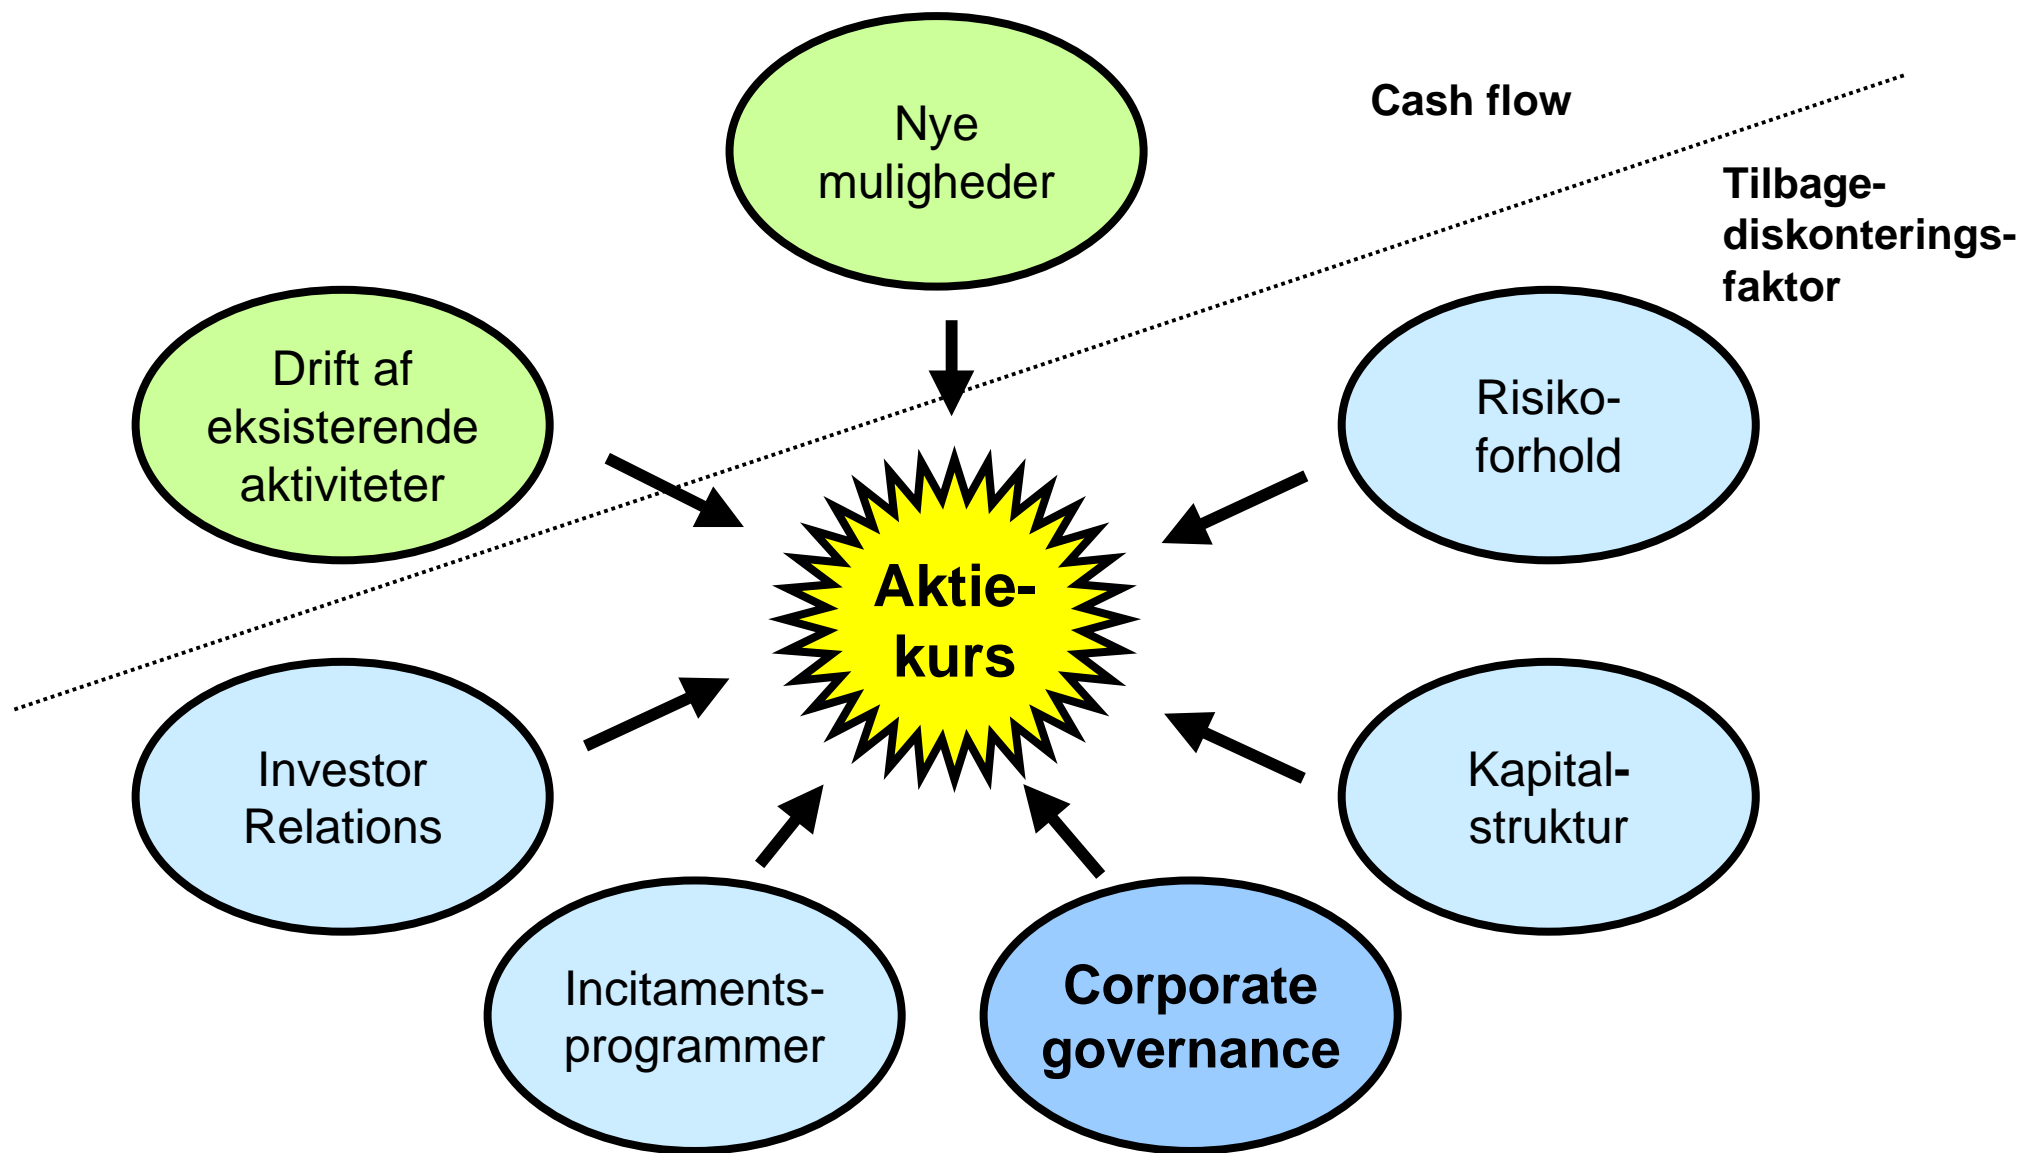 Nye
muligheder
Cash flow
Tilbage-
diskonterings-
faktor
Drift af
eksisterende
aktiviteter
Risiko-
forhold
Aktie-
kurs
Investor
Relations
Kapital-
struktur
Incitaments-
programmer
Corporate
governance